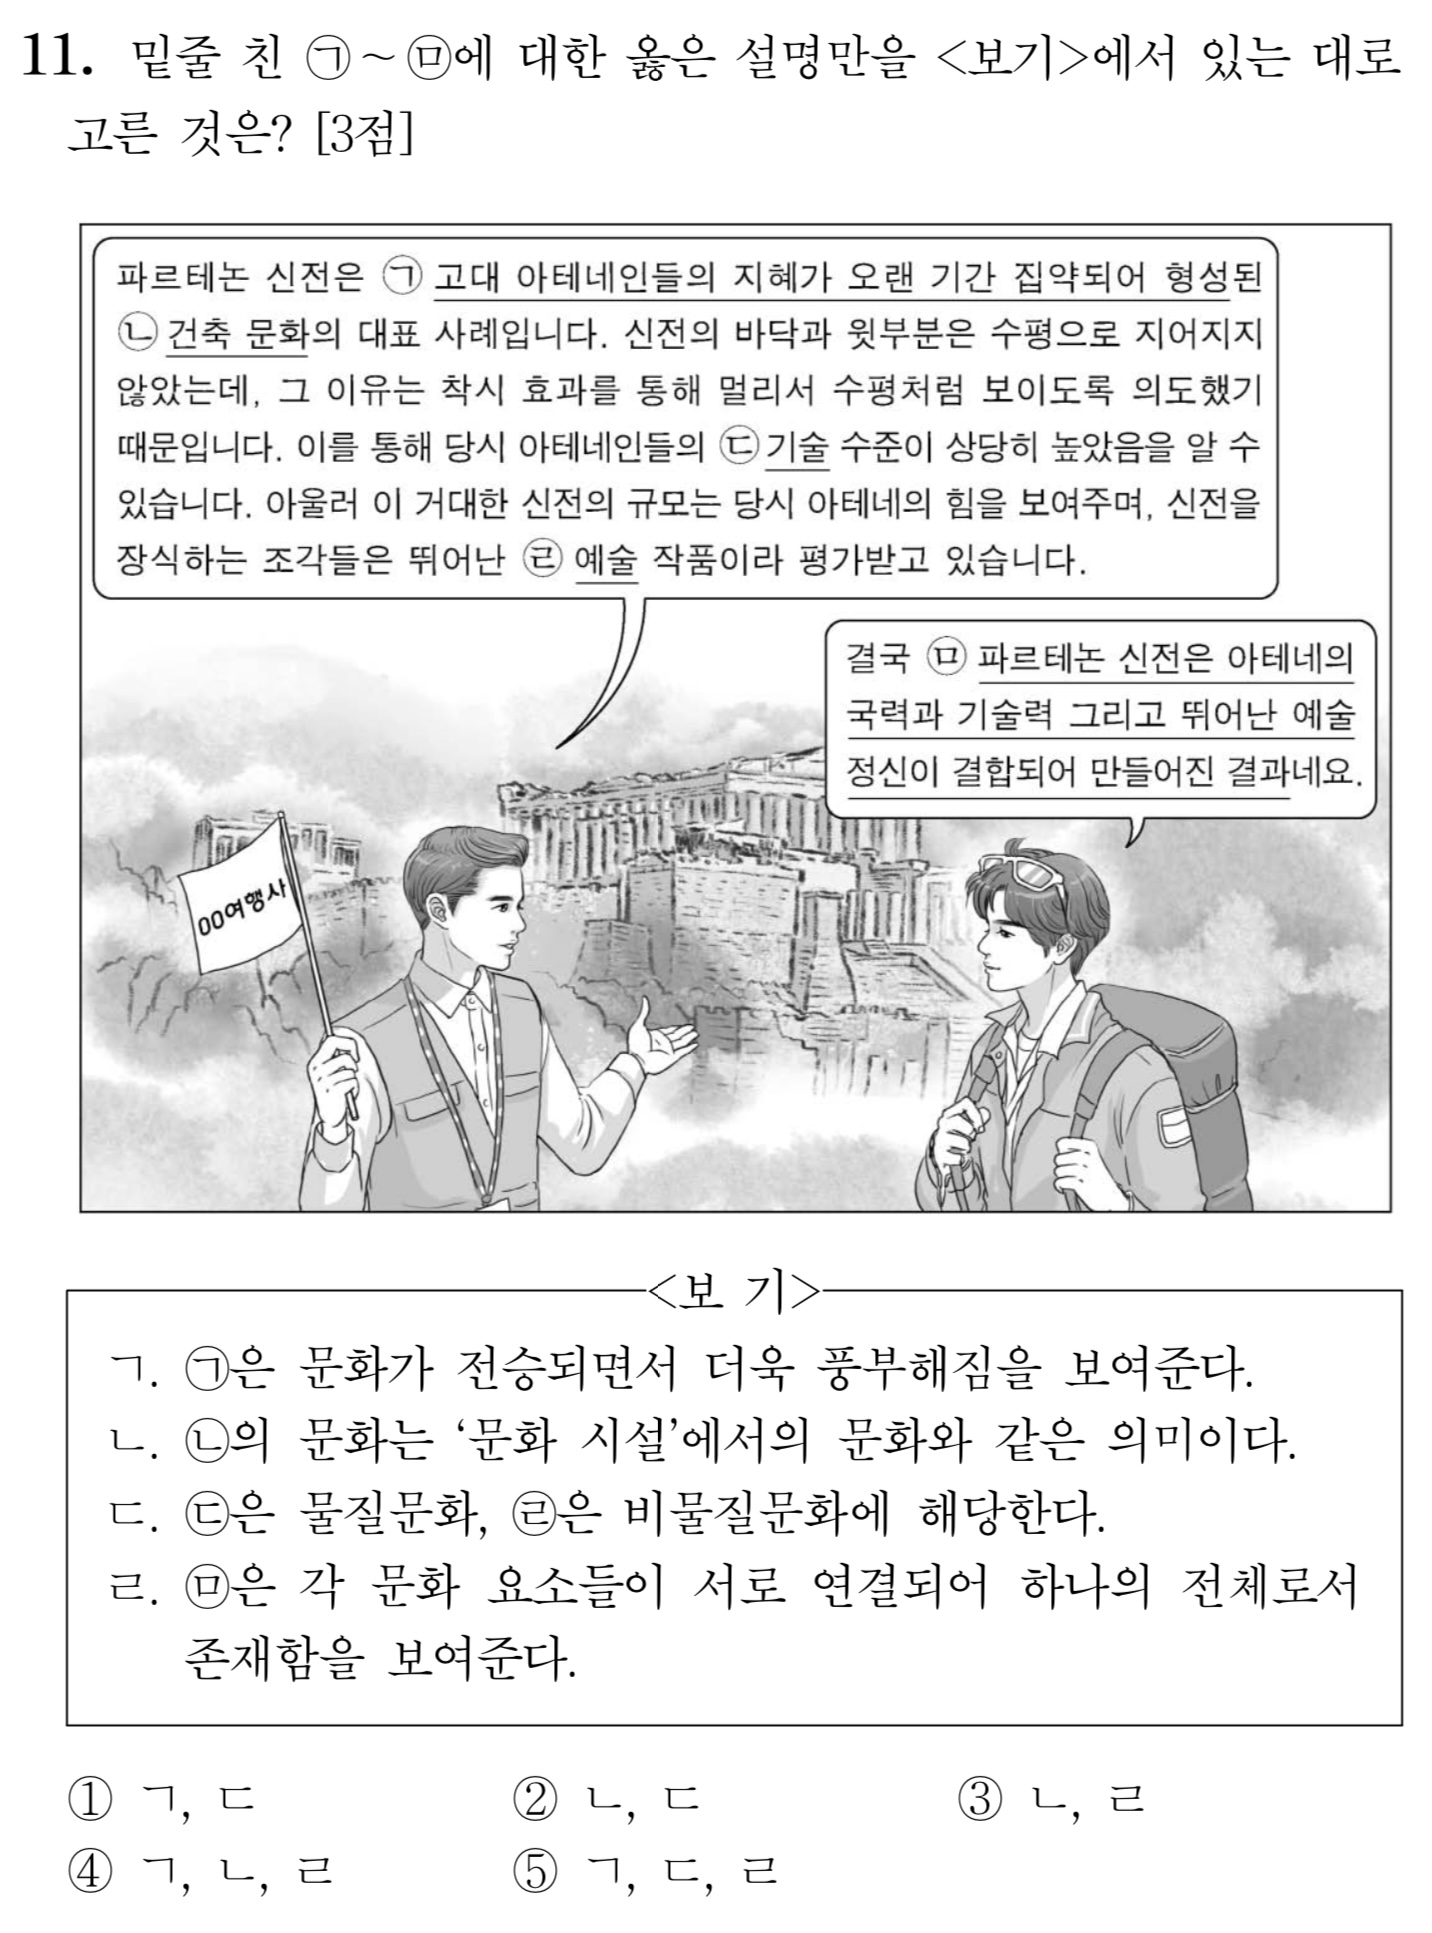 11. 밑줄 친 ㉠~㉤에 대한 옳은 설명만을 <보기>에서 있는 대로
고른 것은? [3점]
파르테논 신전은 ㉠ 고대 아테네인들의 지혜가 오랜 기간 집약되어 형성된
㉡ 건축 문화의 대표 사례입니다. 신전의 바닥과 윗부분은 수평으로 지어지지
않았는데, 그 이유는 착시 효과를 통해 멀리서 수평처럼 보이도록 의도했기
때문입니다. 이를 통해 당시 아테네인들의 ㉢ 기술 수준이 상당히 높았음을 알 수
있습니다. 아울러 이 거대한 신전의 규모는 당시 아테네의 힘을 보여주며, 신전을
장식하는 조각들은 뛰어난 ㉣ 예술 작품이라 평가받고 있습니다.
결국 ㉤ 파르테논 신전은 아테네의
국력과 기술력 그리고 뛰어난 예술
정신이 결합되어 만들어진 결과네요.
OO여행사
<보 기>
ㄱ. ㉠은 문화가 전승되면서 더욱 풍부해짐을 보여준다.
ㄴ. ㉡의 문화는 ‘문화 시설’에서의 문화와 같은 의미이다.
ㄷ. ㉢은 물질문화, ㉣은 비물질문화에 해당한다.
ㄹ. ㉤은 각 문화 요소들이 서로 연결되어 하나의 전체로서
존재함을 보여준다.
① ㄱ, ㄷ ② ㄴ, ㄷ ③ ㄴ, ㄹ
④ ㄱ, ㄴ, ㄹ ⑤ ㄱ, ㄷ, ㄹ